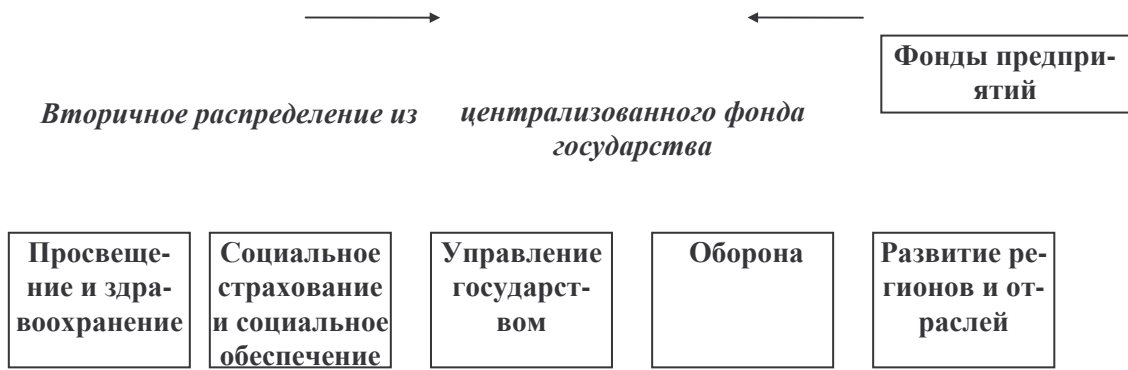 Фонды предпри-
ятий
Вторичное распределение из централизованного фонда
государства
Просвеще-
ние и здра-
воохранение
Социальное
страхование
и социальное
обеспечение
Управление
государст-
вом
Оборона
Развитие ре-
гионов и от-
раслей